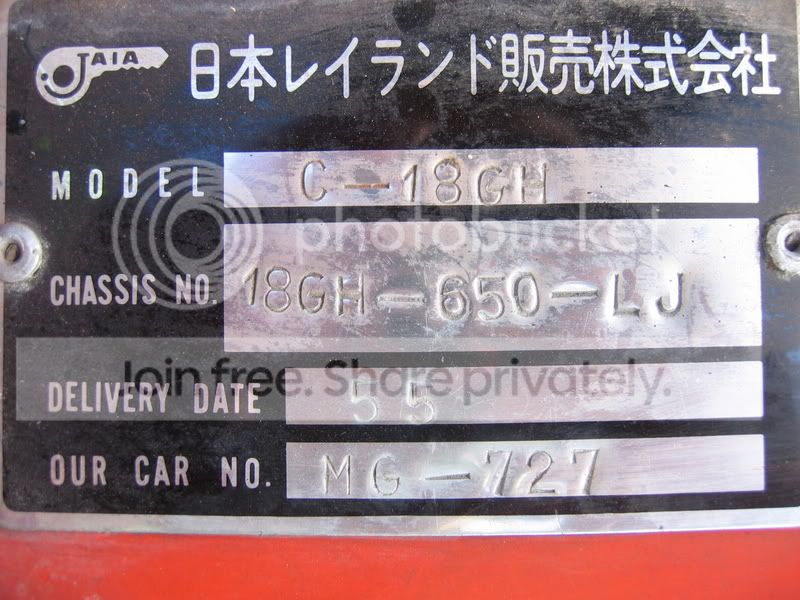 JAIA 日本レイランド販売株式会社
MODEL C-18GH
photobucket
CHASSIS NO. 18GH-650-LJ
Join free. Share privately.
DELIVERY DATE 55
OUR CAR NO. MG-727